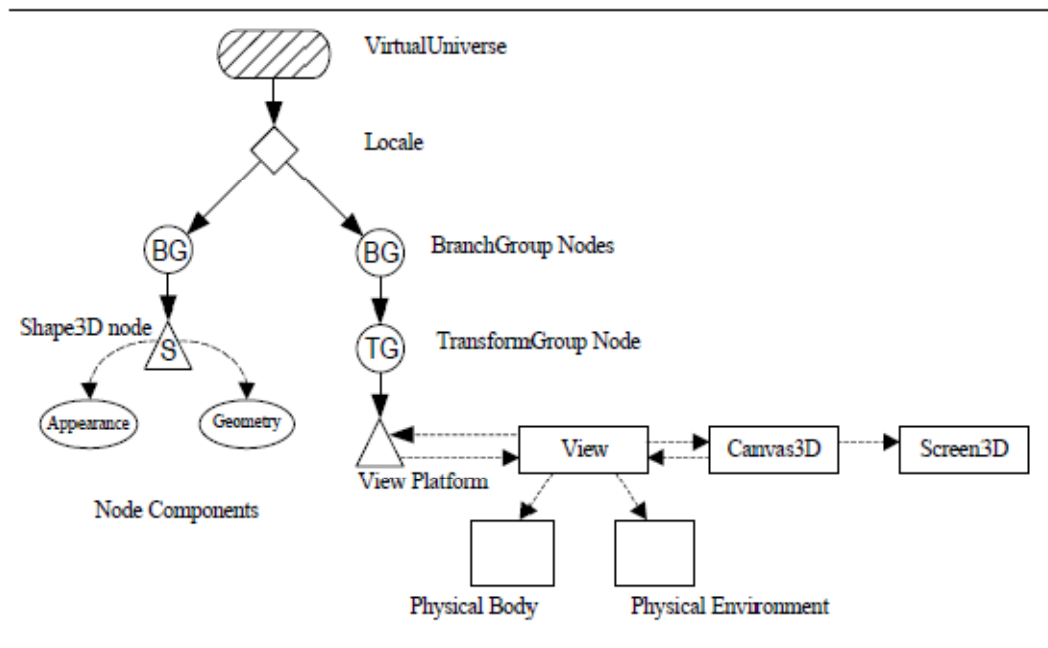 VirtualUniverse
Locale
BG
BG
BranchGroup Nodes
Shape3D node
S
TG
TransformGroup Node
Appearance
Geometry
View
Canvas3D
Screen3D
View Platform
Node Components
Physical Body
Physical Environment